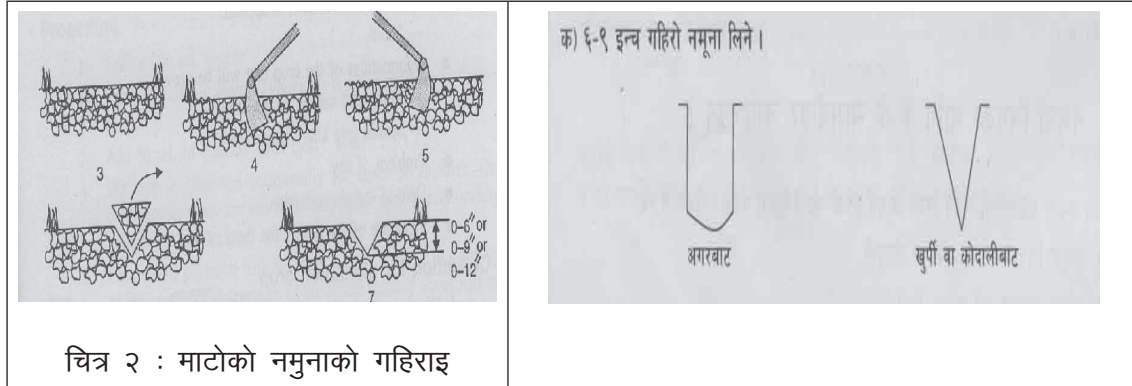 3
4
5
0-6" or
0-9" or
0-12"
7
चित्र २ : माटोको नमुनाको गहिराइ
क) ६-९ इन्च गहिरो नमूना लिने ।
अगरबाट
खुर्पी वा कोदालीबाट